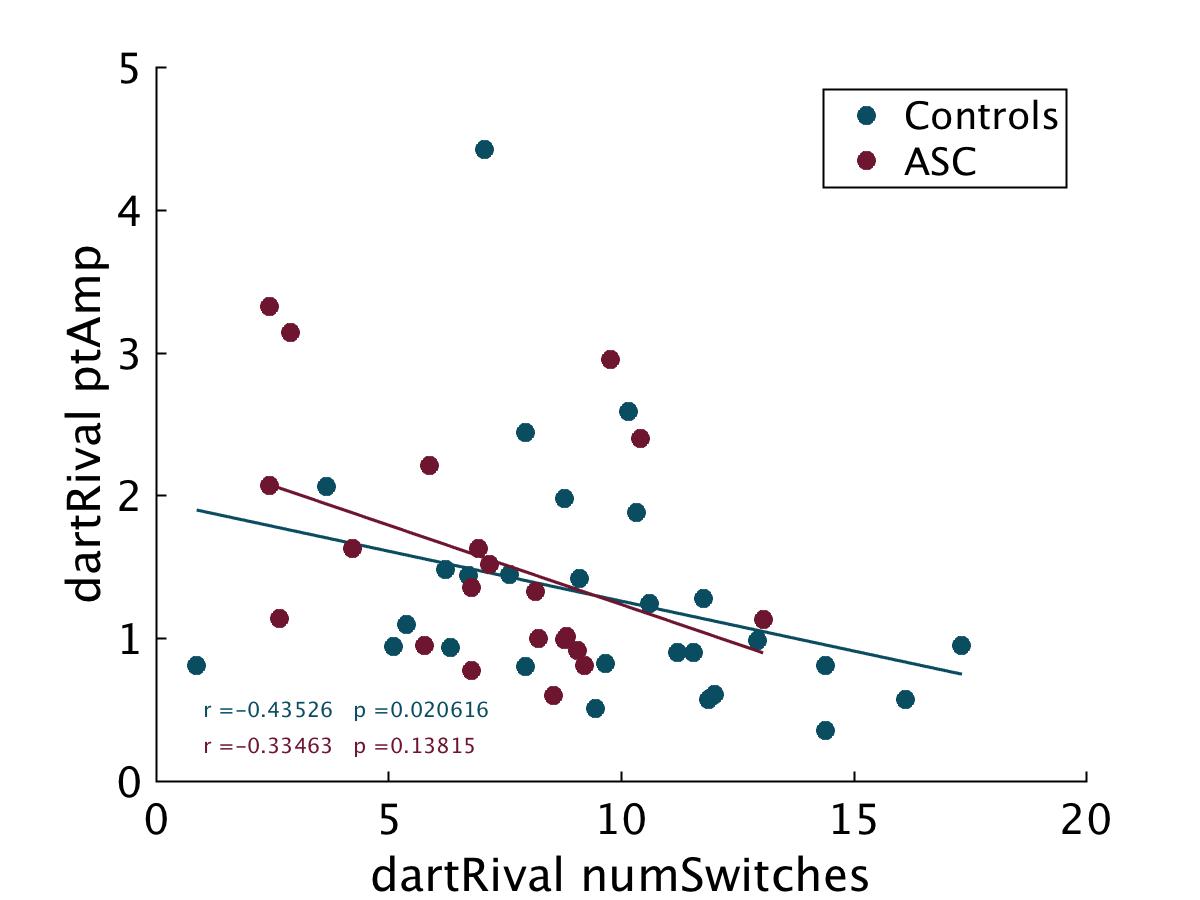 5
4
3
2
1
0
dartRival ptAmp
Controls
ASC
r =-0.43526 p =0.020616
r =-0.33463 p =0.13815
0 5 10 15 20
dartRival numSwitches